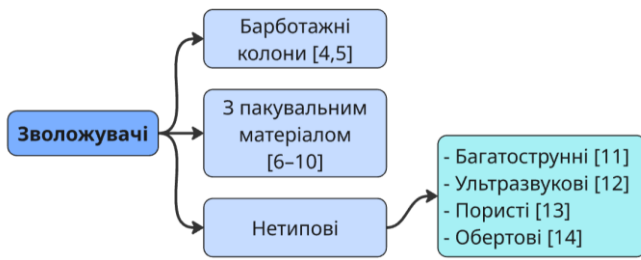 Барботажні
колони [4,5]
Зволожувачі
З пакувальним
матеріалом
[6–10]
Нетипові
- Багатострунні [11]
- Ультразвукові [12]
- Пористі [13]
- Обертові [14]